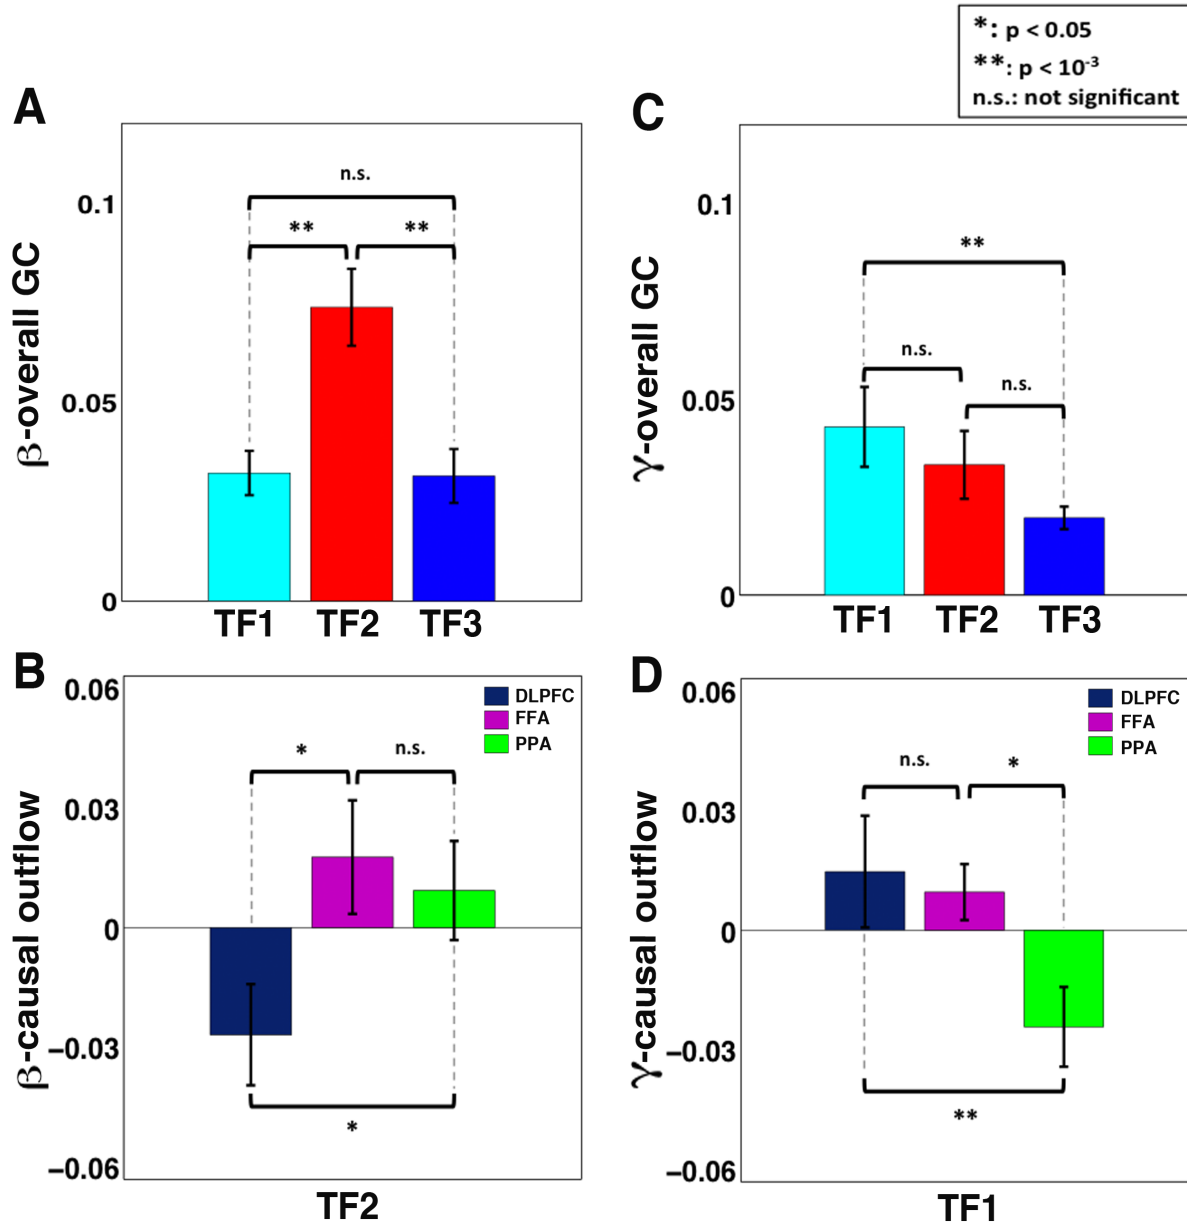 *: p < 0.05
**: p < 10⁻³
n.s.: not significant
A
β-overall GC
0.1
0.05
0
n.s.
**
**
TF1 TF2 TF3
C
γ-overall GC
0.1
0.05
0
**
n.s.
n.s.
TF1 TF2 TF3
B
β-causal outflow
0.06
0.03
0
−0.03
−0.06
DLPFC
FFA
PPA
*
n.s.
*
TF2
D
γ-causal outflow
0.06
0.03
0
−0.03
−0.06
DLPFC
FFA
PPA
n.s.
*
**
TF1